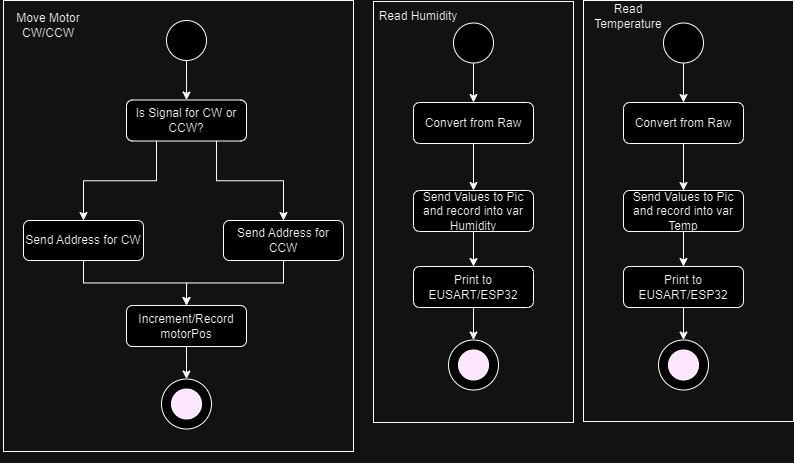 Move Motor
CW/CCW
Is Signal for CW or
CCW?
Send Address for CW
Send Address for
CCW
Increment/Record
motorPos
Read Humidity
Convert from Raw
Send Values to Pic
and record into var
Humidity
Print to
EUSART/ESP32
Read
Temperature
Convert from Raw
Send Values to Pic
and record into var
Temp
Print to
EUSART/ESP32